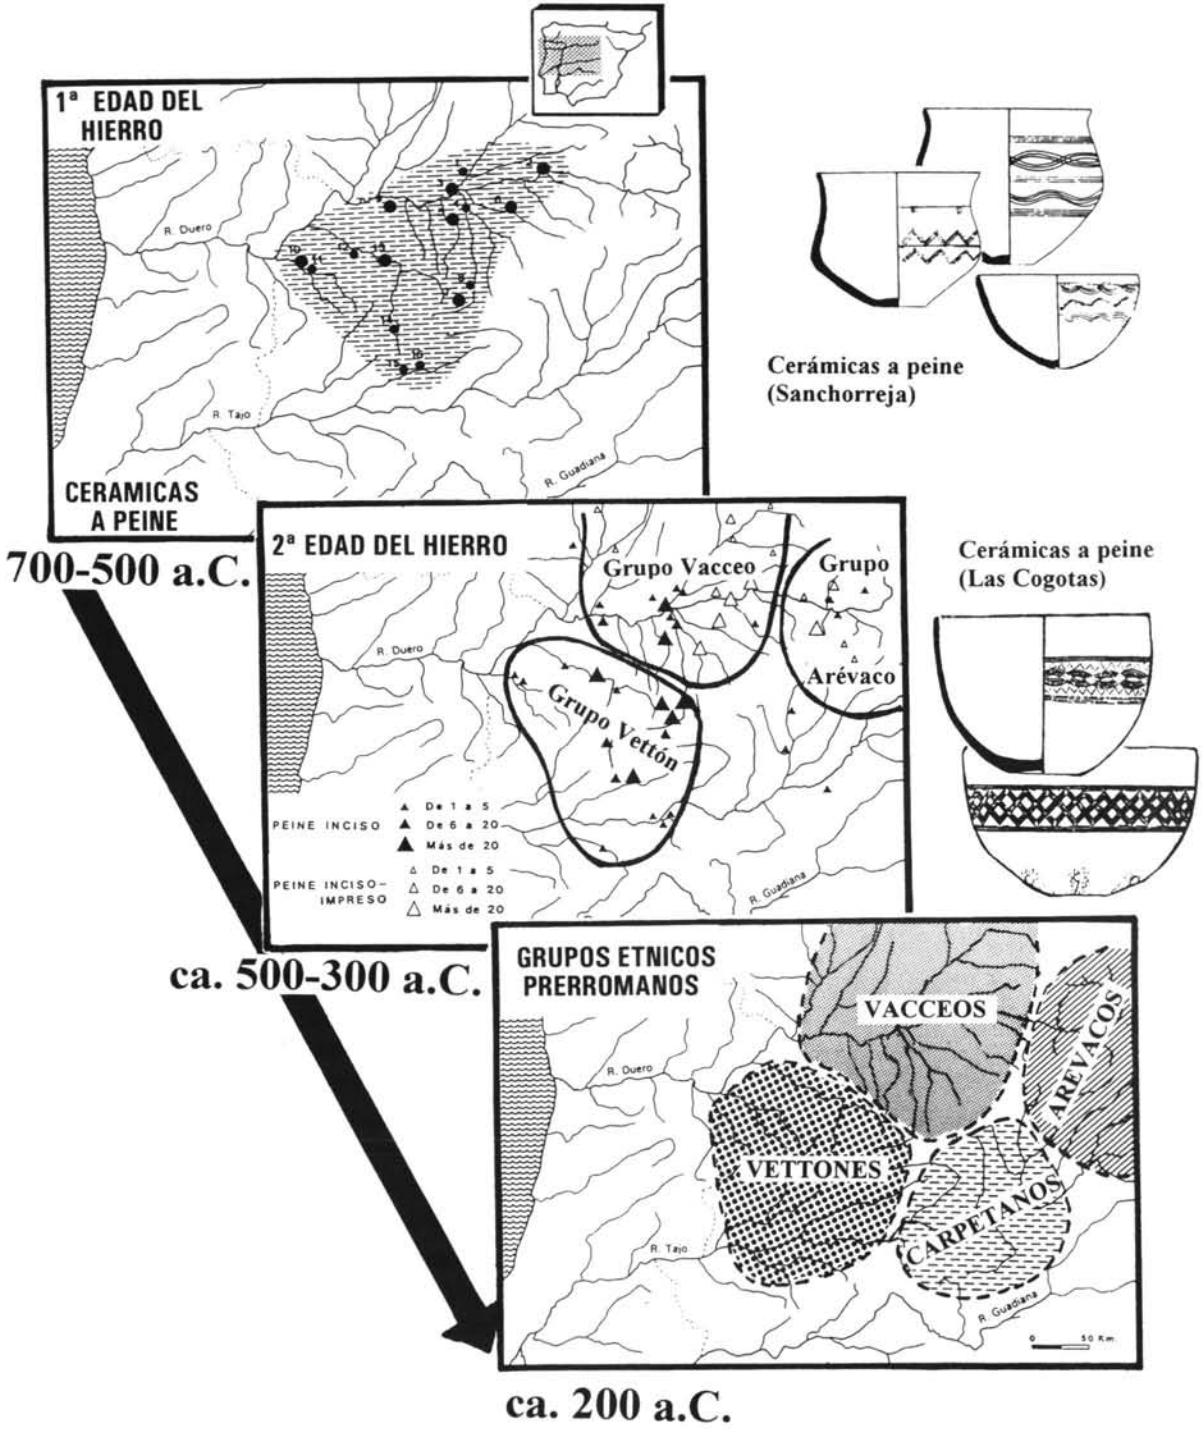 1ª EDAD DEL
HIERRO
R. Duero
R. Tajo
R. Guadiana
CERAMICAS
A PEINE
700-500 a.C.
Cerámicas a peine
(Sanchorreja)
2ª EDAD DEL HIERRO
Grupo Vacceo
Grupo
Arévaco
R. Duero
Grupo Vettón
PEINE INCISO
De 1 a 5
De 6 a 20
Más de 20
PEINE INCISO-
IMPRESO
De 1 a 5
De 6 a 20
Más de 20
R. Guadiana
ca. 500-300 a.C.
Cerámicas a peine
(Las Cogotas)
GRUPOS ETNICOS
PRERROMANOS
VACCEOS
AREVACOS
R. Duero
VETTONES
CARPETANOS
R. Tajo
R. Guadiana
0 50 Km.
ca. 200 a.C.